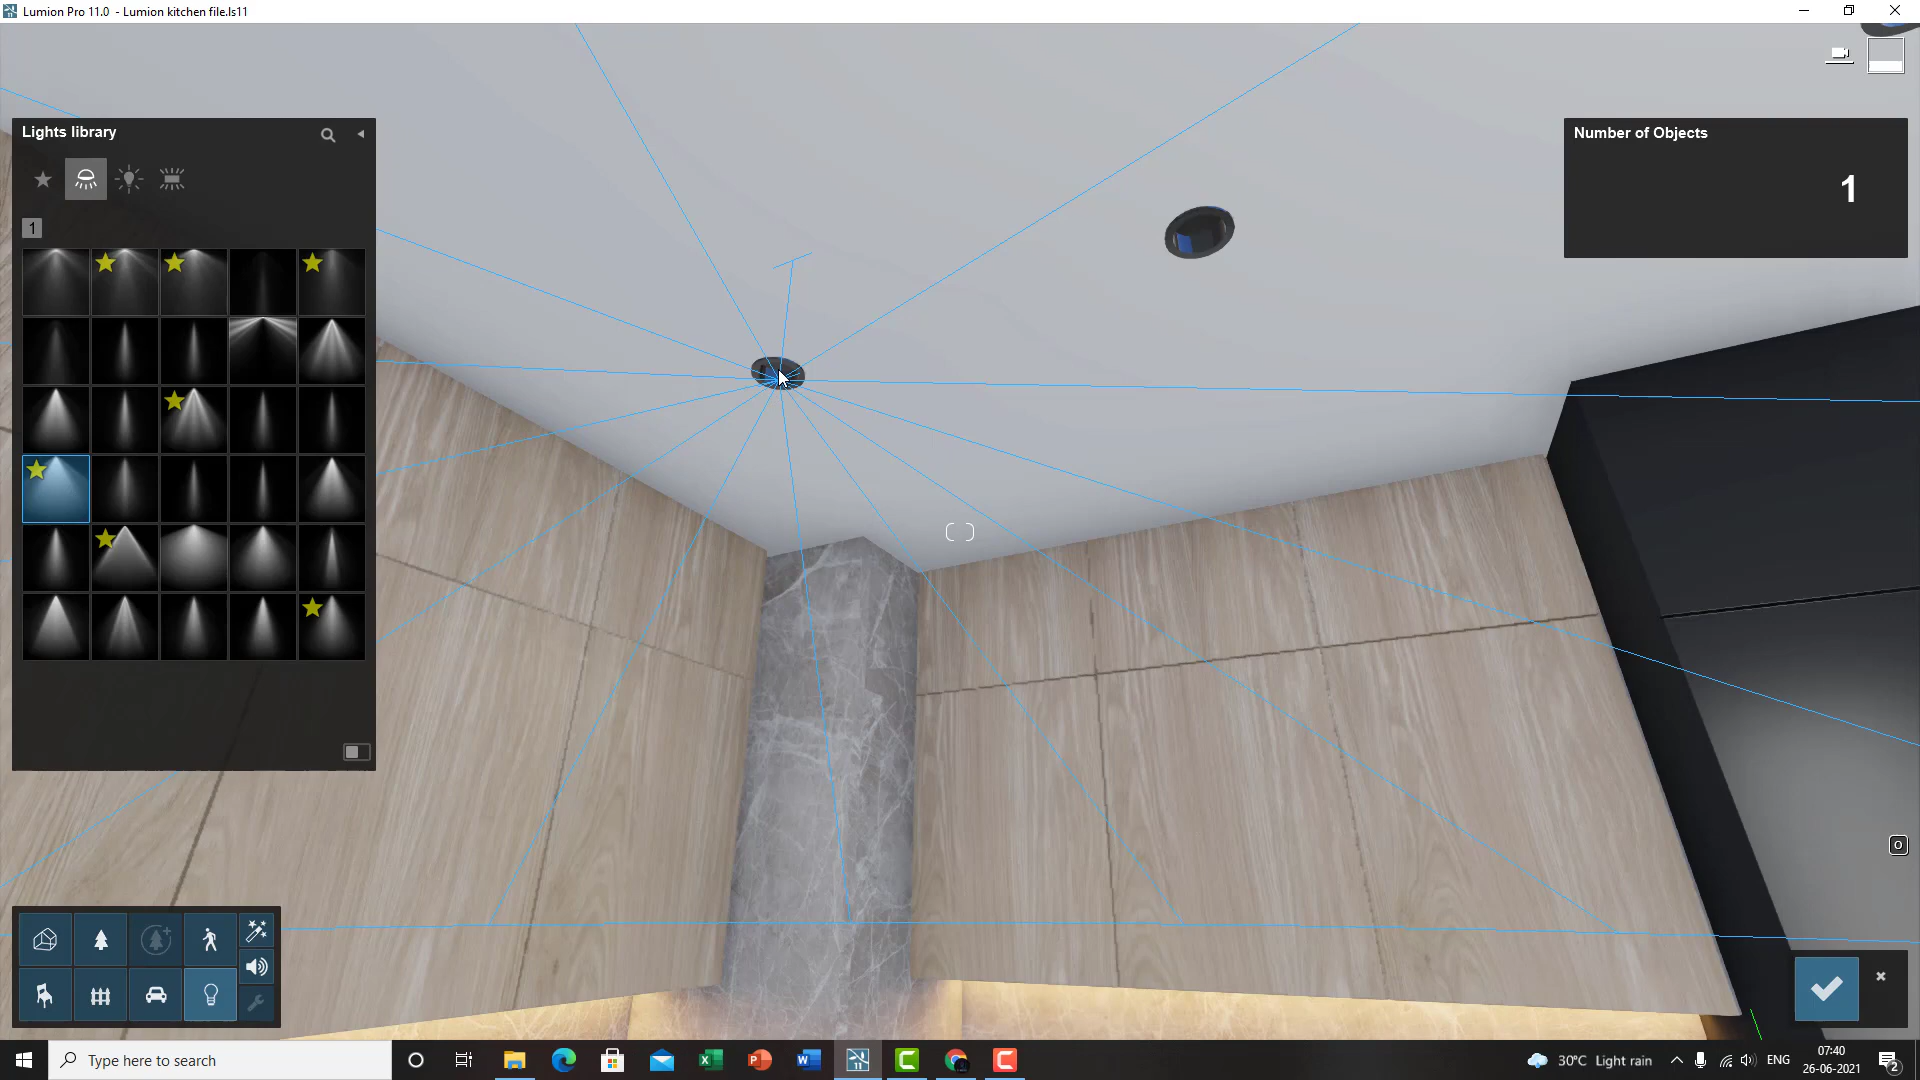 Lumion Pro 11.0 - Lumion kitchen file.ls11
Lights library
1
Number of Objects
1
O
Type here to search
30°C Light rain
ENG
07:40
26-06-2021
2